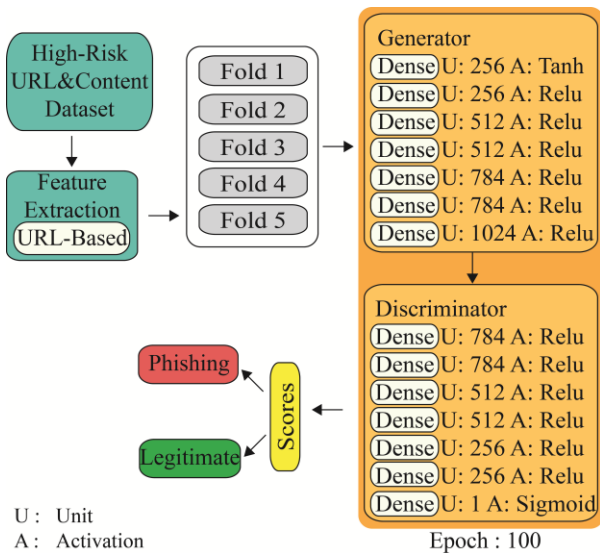 High-Risk
URL&Content
Dataset
Feature
Extraction
URL-Based
Fold 1
Fold 2
Fold 3
Fold 4
Fold 5
Generator
Dense U: 256 A: Tanh
Dense U: 256 A: Relu
Dense U: 512 A: Relu
Dense U: 512 A: Relu
Dense U: 784 A: Relu
Dense U: 784 A: Relu
Dense U: 1024 A: Relu
Discriminator
Dense U: 784 A: Relu
Dense U: 784 A: Relu
Dense U: 512 A: Relu
Dense U: 512 A: Relu
Dense U: 256 A: Relu
Dense U: 256 A: Relu
Dense U: 1 A: Sigmoid
Epoch : 100
Scores
Phishing
Legitimate
U : Unit
A : Activation